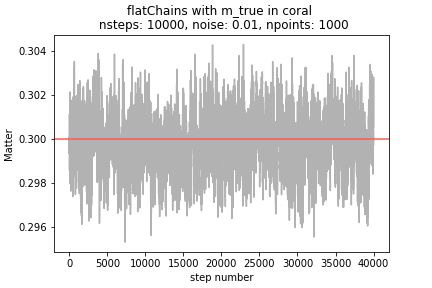 flatChains with m_true in coral
nsteps: 10000, noise: 0.01, npoints: 1000
0.304
0.302
0.300
0.298
0.296
Matter
0 5000 10000 15000 20000 25000 30000 35000 40000
step number